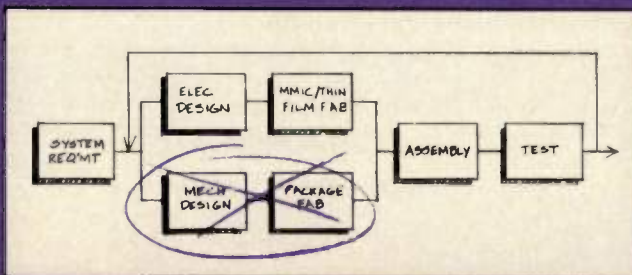 SYSTEM
REQ'MT
ELEC
DESIGN
MMIC/THIN
FILM FAB
MECH
DESIGN
PACKAGE
FAB
ASSEMBLY
TEST